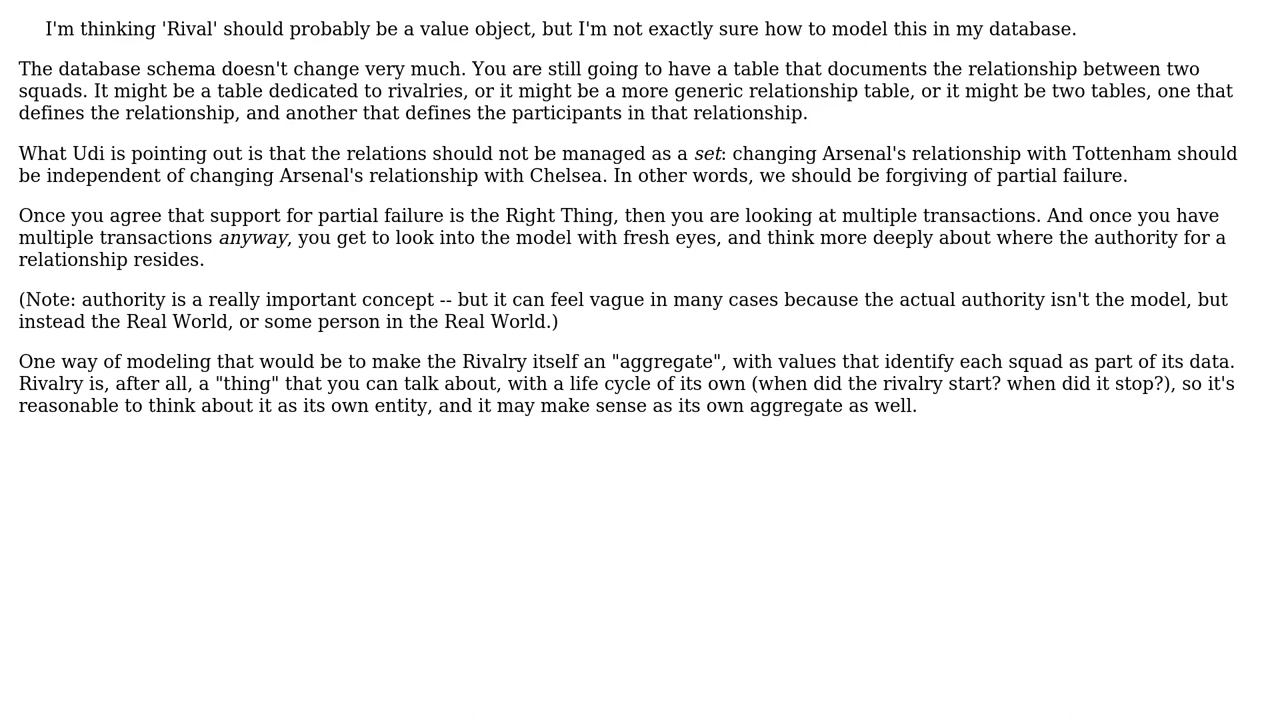 I'm thinking 'Rival' should probably be a value object, but I'm not exactly sure how to model this in my database.
The database schema doesn't change very much. You are still going to have a table that documents the relationship between two
squads. It might be a table dedicated to rivalries, or it might be a more generic relationship table, or it might be two tables, one that
defines the relationship, and another that defines the participants in that relationship.
What Udi is pointing out is that the relations should not be managed as a set: changing Arsenal's relationship with Tottenham should
be independent of changing Arsenal's relationship with Chelsea. In other words, we should be forgiving of partial failure.
Once you agree that support for partial failure is the Right Thing, then you are looking at multiple transactions. And once you have
multiple transactions anyway, you get to look into the model with fresh eyes, and think more deeply about where the authority for a
relationship resides.
(Note: authority is a really important concept -- but it can feel vague in many cases because the actual authority isn't the model, but
instead the Real World, or some person in the Real World.)
One way of modeling that would be to make the Rivalry itself an "aggregate", with values that identify each squad as part of its data.
Rivalry is, after all, a "thing" that you can talk about, with a life cycle of its own (when did the rivalry start? when did it stop?), so it's
reasonable to think about it as its own entity, and it may make sense as its own aggregate as well.